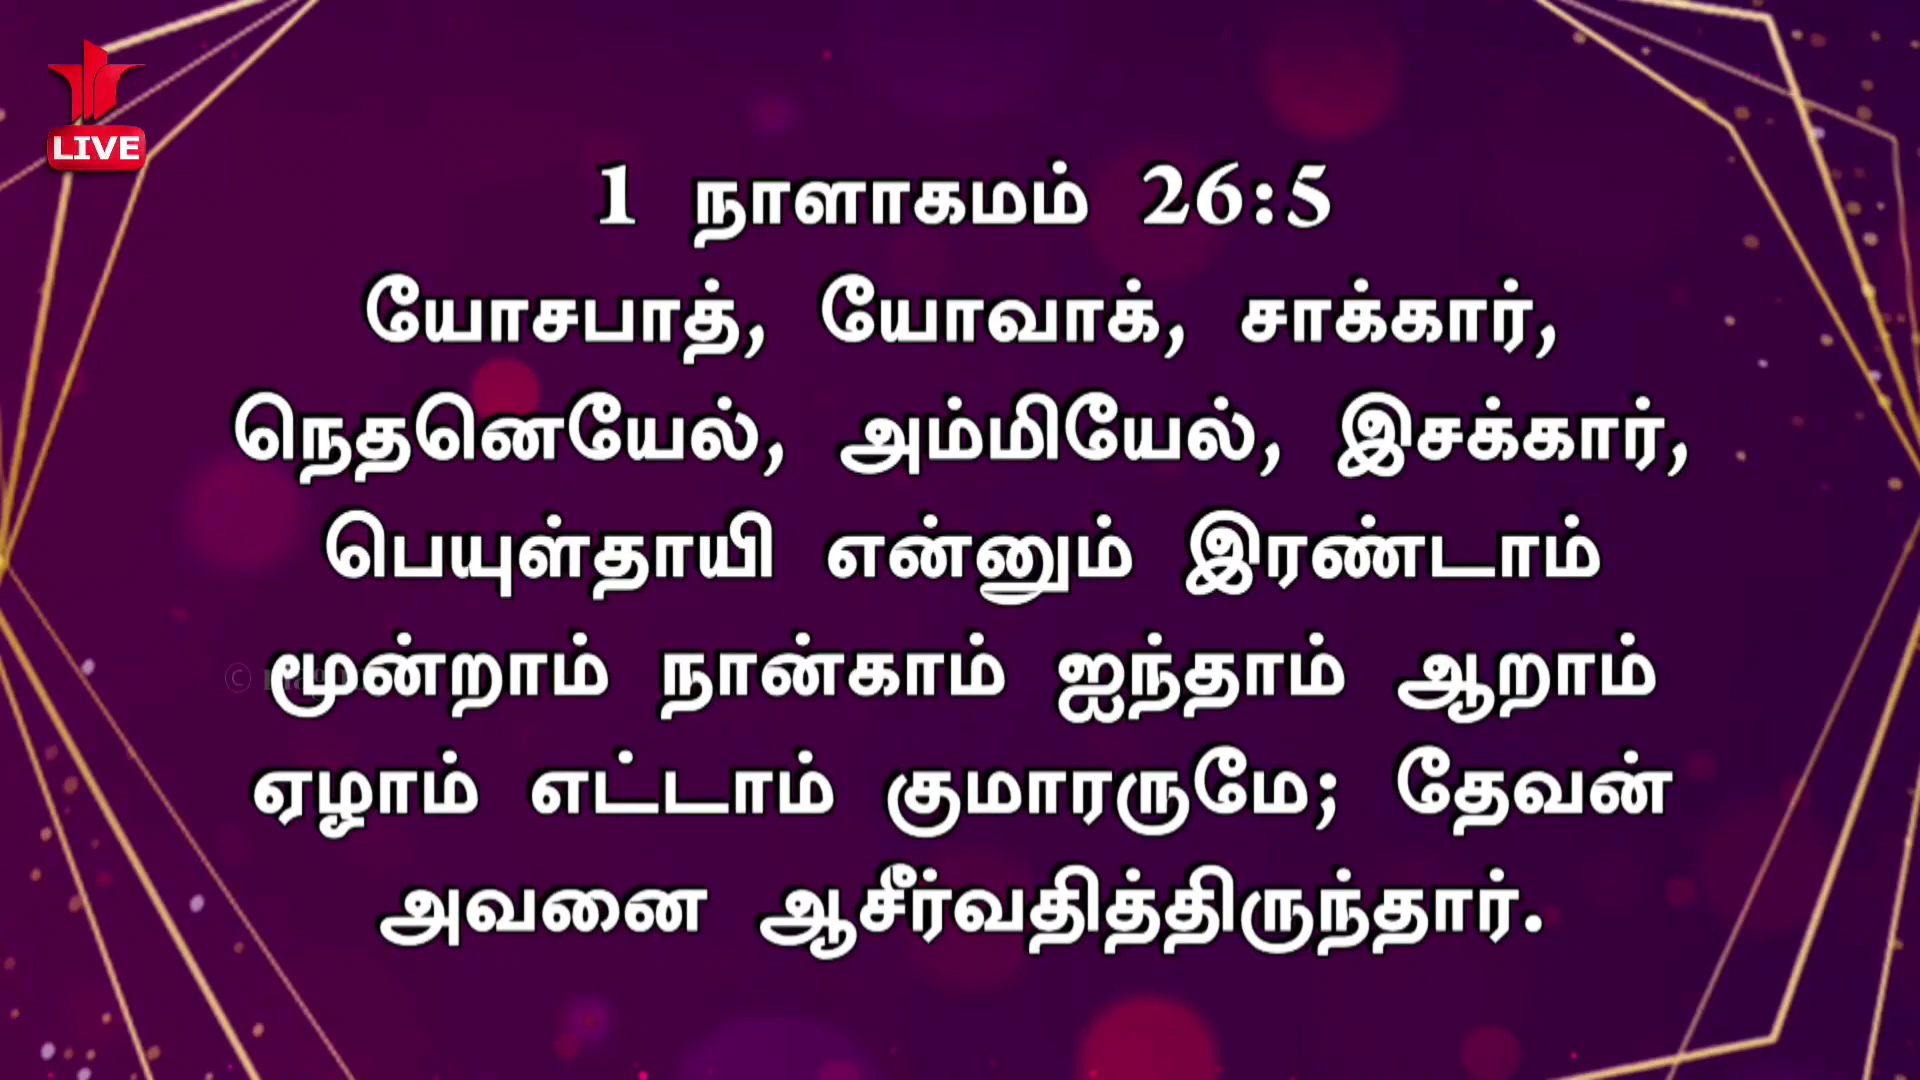 LIVE
1 நாளாகமம் 26:5
யோசபாத், யோவாக், சாக்கார்,
நெதனெயேல், அம்மியேல், இசக்கார்,
பெயுள்தாயி என்னும் இரண்டாம்
மூன்றாம் நான்காம் ஐந்தாம் ஆறாம்
ஏழாம் எட்டாம் குமாரருமே; தேவன்
அவனை ஆசீர்வதித்திருந்தார்.